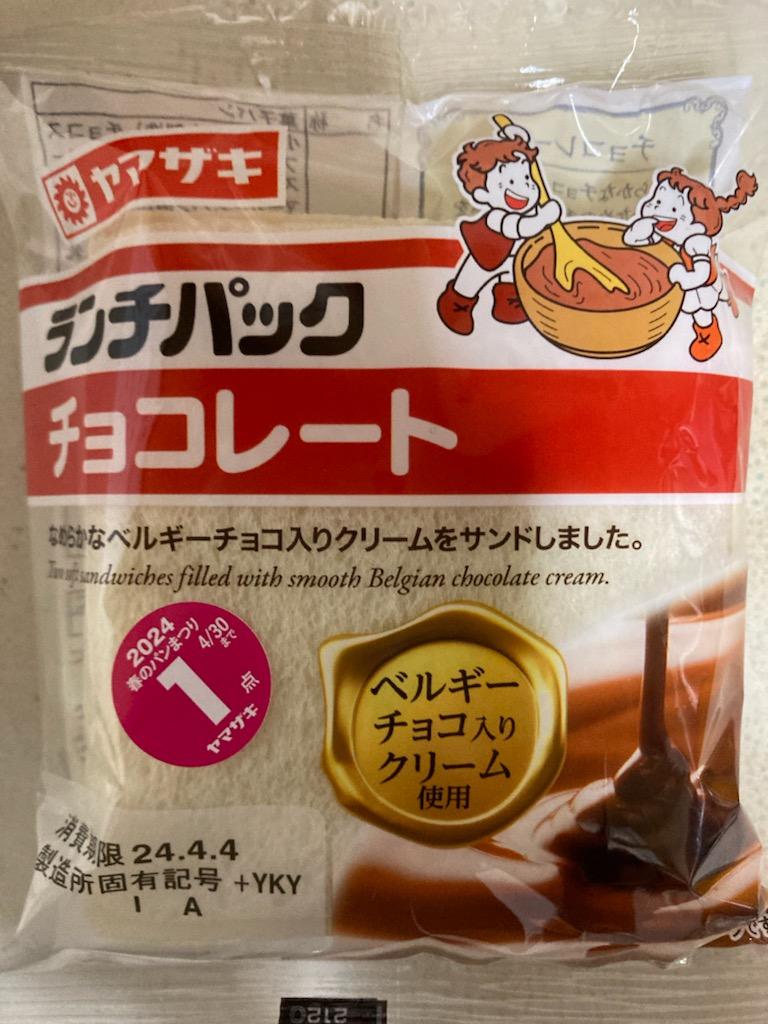 ヤマザキ
ランチパック
チョコレート
なめらかなベルギーチョコ入りクリームをサンドしました。
Two soft sandwiches filled with smooth Belgian chocolate cream.
2024
春のパンまつり
4/30まで
1点
ヤマザキ
ベルギー
チョコ入り
クリーム
使用
消費期限 24.4.4
製造所固有記号 +YKY
I A